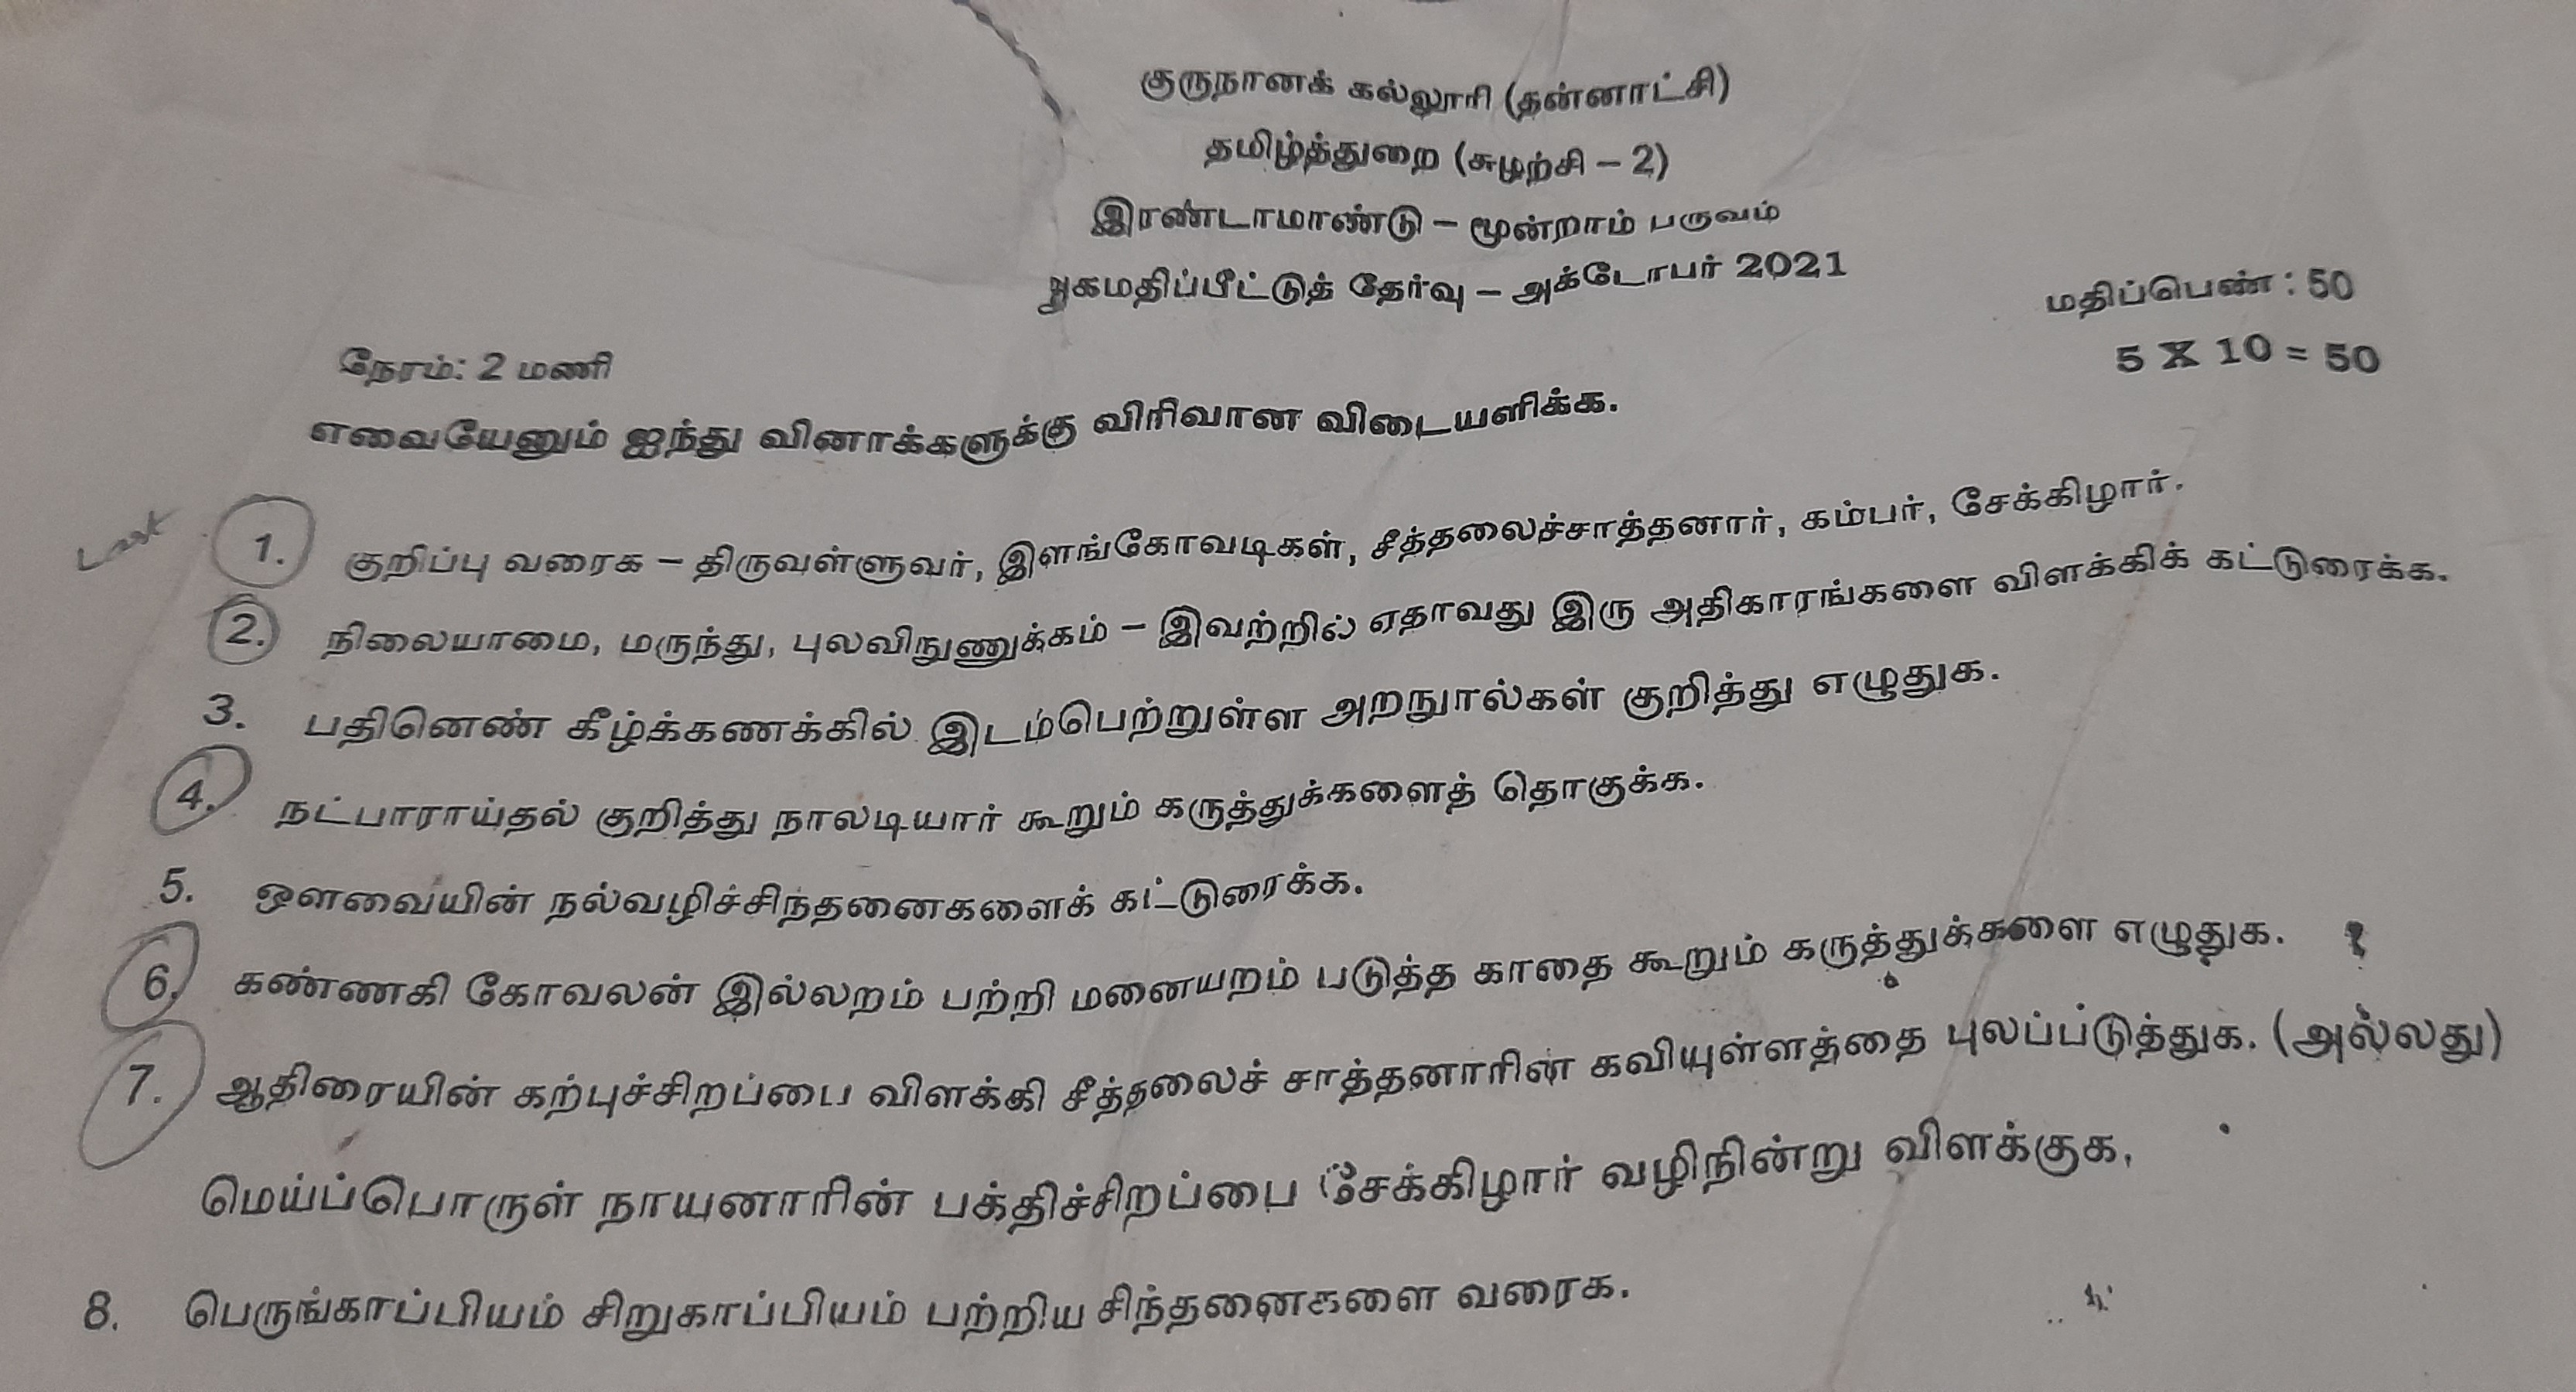 குருநானக் கல்லூரி (தன்னாட்சி)
தமிழ்த்துறை (சுழற்சி – 2)
இரண்டாமாண்டு – மூன்றாம் பருவம்
அகமதிப்பீட்டுத் தேர்வு – அக்டோபர் 2021
மதிப்பெண் : 50
நேரம்: 2 மணி
5 X 10 = 50
எவையேனும் ஐந்து வினாக்களுக்கு விரிவான விடையளிக்க.
1. குறிப்பு வரைக – திருவள்ளுவர், இளங்கோவடிகள், சீத்தலைச்சாத்தனார், கம்பர், சேக்கிழார்.
2. நிலையாமை, மருந்து, புலவிநுணுக்கம் – இவற்றில் ஏதாவது இரு அதிகாரங்களை விளக்கிக் கட்டுரைக்க.
3. பதினெண் கீழ்க்கணக்கில் இடம்பெற்றுள்ள அறநூல்கள் குறித்து எழுதுக.
4. நட்பாராய்தல் குறித்து நாலடியார் கூறும் கருத்துக்களைத் தொகுக்க.
5. ஔவையின் நல்வழிச்சிந்தனைகளைக் கட்டுரைக்க.
6. கண்ணகி கோவலன் இல்லறம் பற்றி மனையறம் படுத்த காதை கூறும் கருத்துக்களை எழுதுக.
7. ஆதிரையின் கற்புச்சிறப்பை விளக்கி சீத்தலைச் சாத்தனாரின் கவியுள்ளத்தை புலப்படுத்துக. (அல்லது)
மெய்ப்பொருள் நாயனாரின் பக்திச்சிறப்பை சேக்கிழார் வழிநின்று விளக்குக.
8. பெருங்காப்பியம் சிறுகாப்பியம் பற்றிய சிந்தனைகளை வரைக.